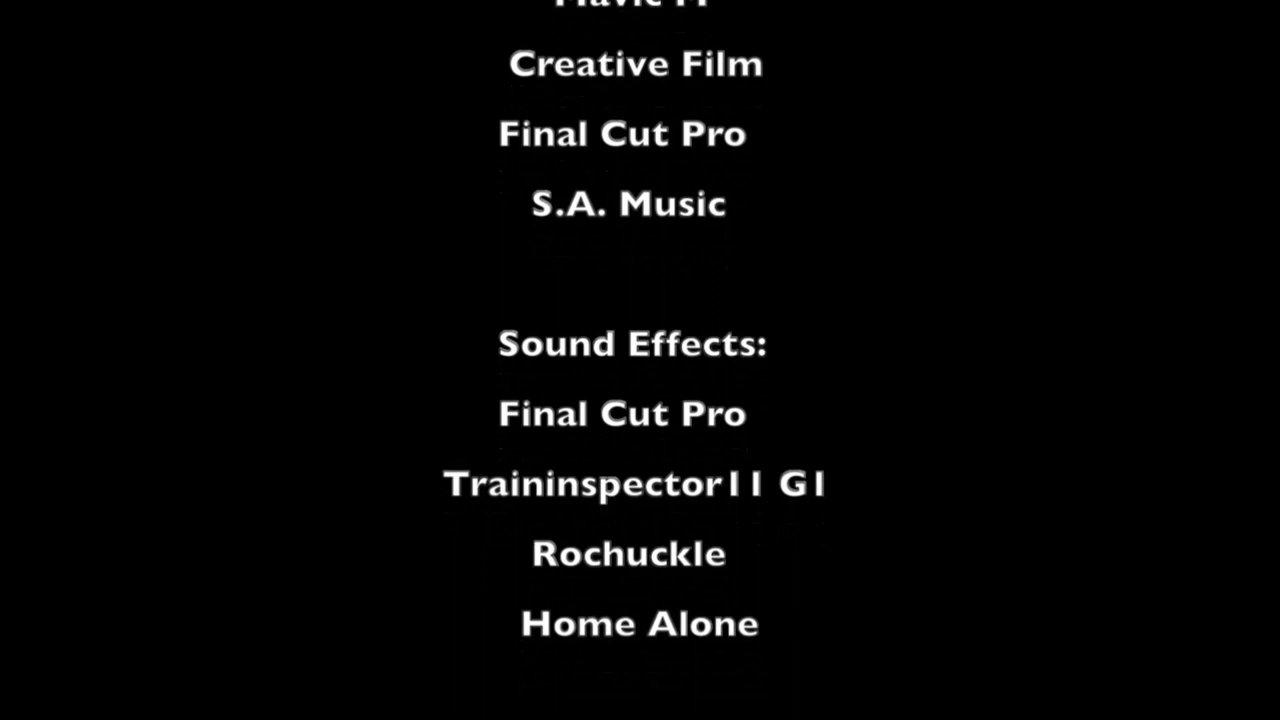 Creative Film
Final Cut Pro
S.A. Music
Sound Effects:
Final Cut Pro
Traininspector11 G1
Rochuckle
Home Alone